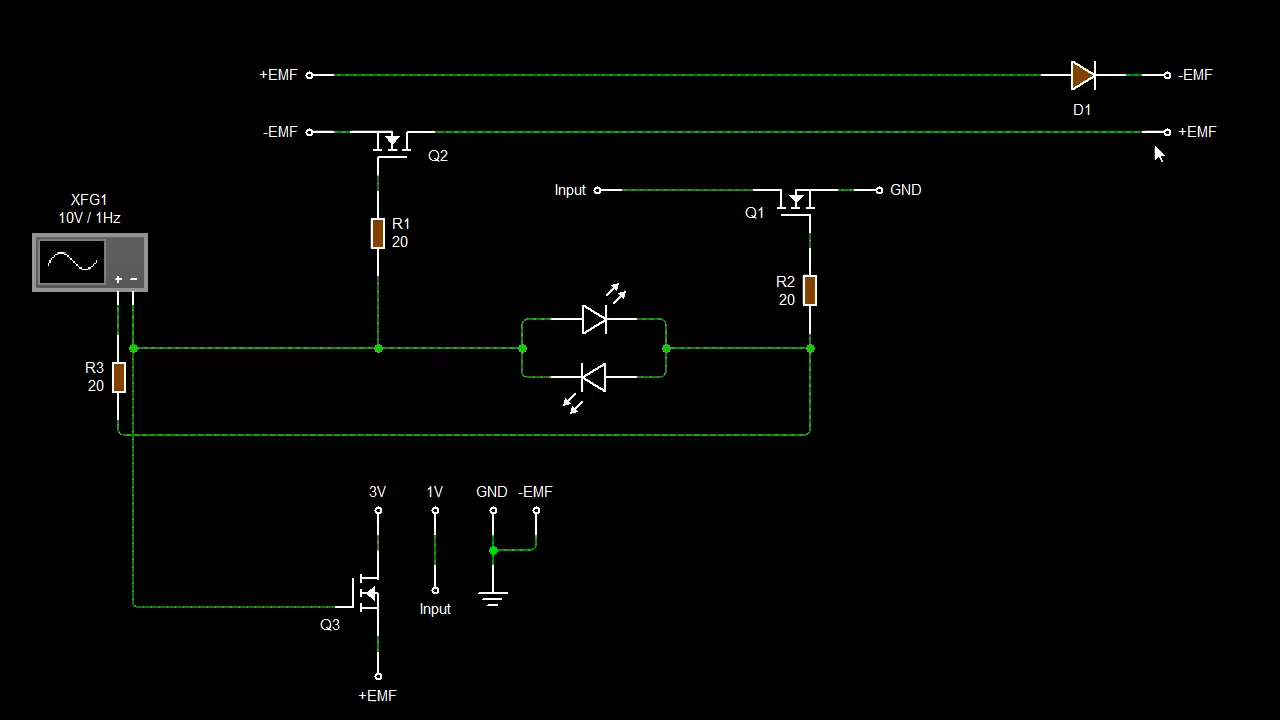 +EMF
-EMF
D1
-EMF
+EMF
Q2
Input
GND
Q1
XFG1
10V / 1Hz
+ -
R1
20
R2
20
R3
20
3V
1V
GND
-EMF
Q3
Input
+EMF